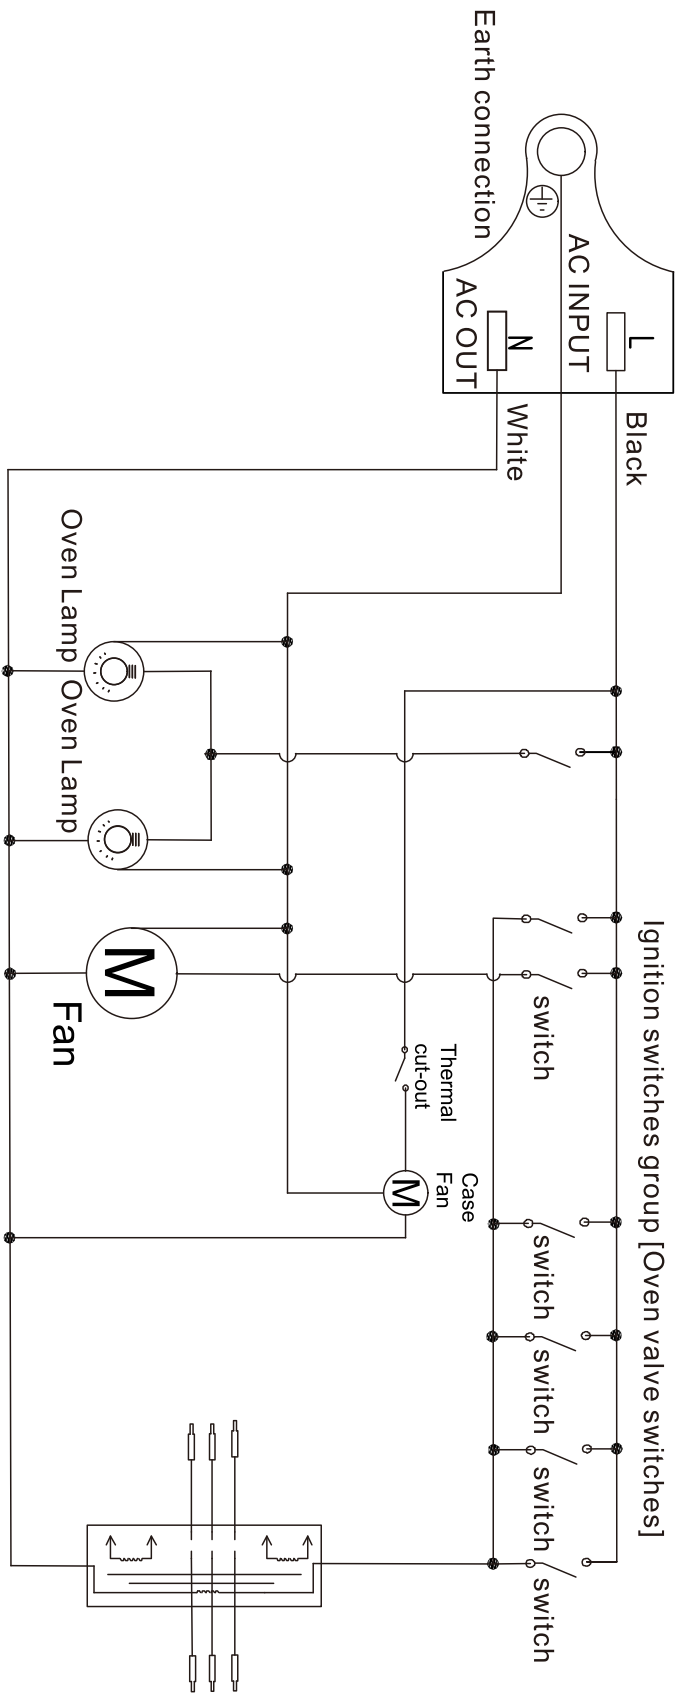 Earth connection
AC INPUT
AC OUT
L
N
Black
White
Oven Lamp
Oven Lamp
Ignition switches group [Oven valve switches]
M
Fan
switch
Thermal
cut-out
M
Case
Fan
switch
switch
switch
switch